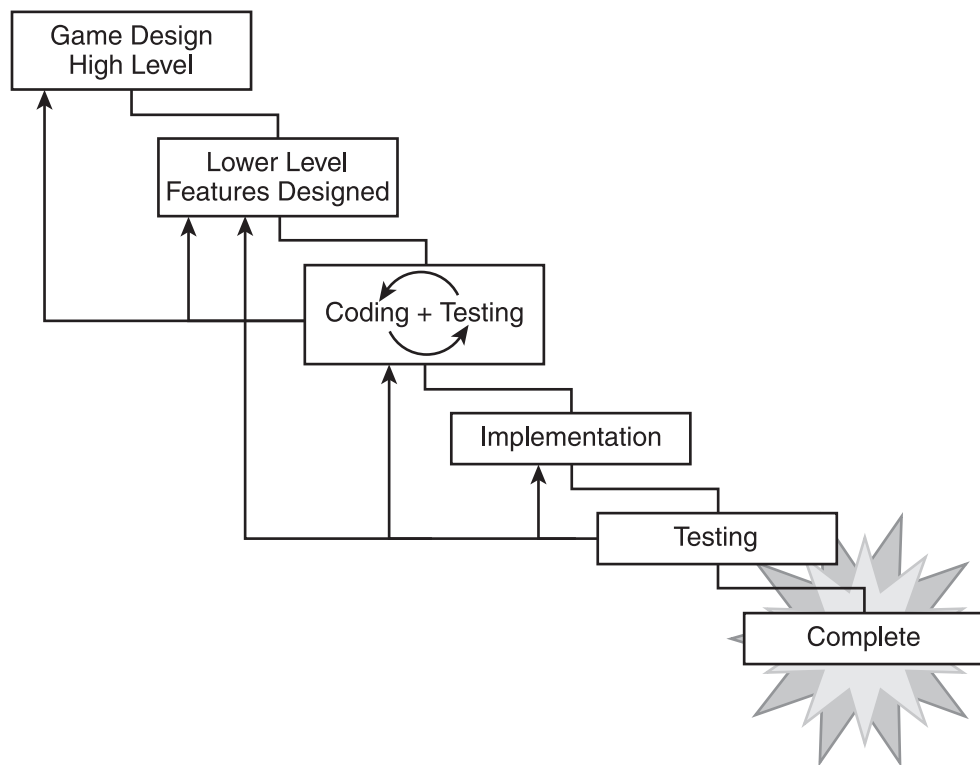 Game Design
High Level
Lower Level
Features Designed
Coding + Testing
Implementation
Testing
Complete